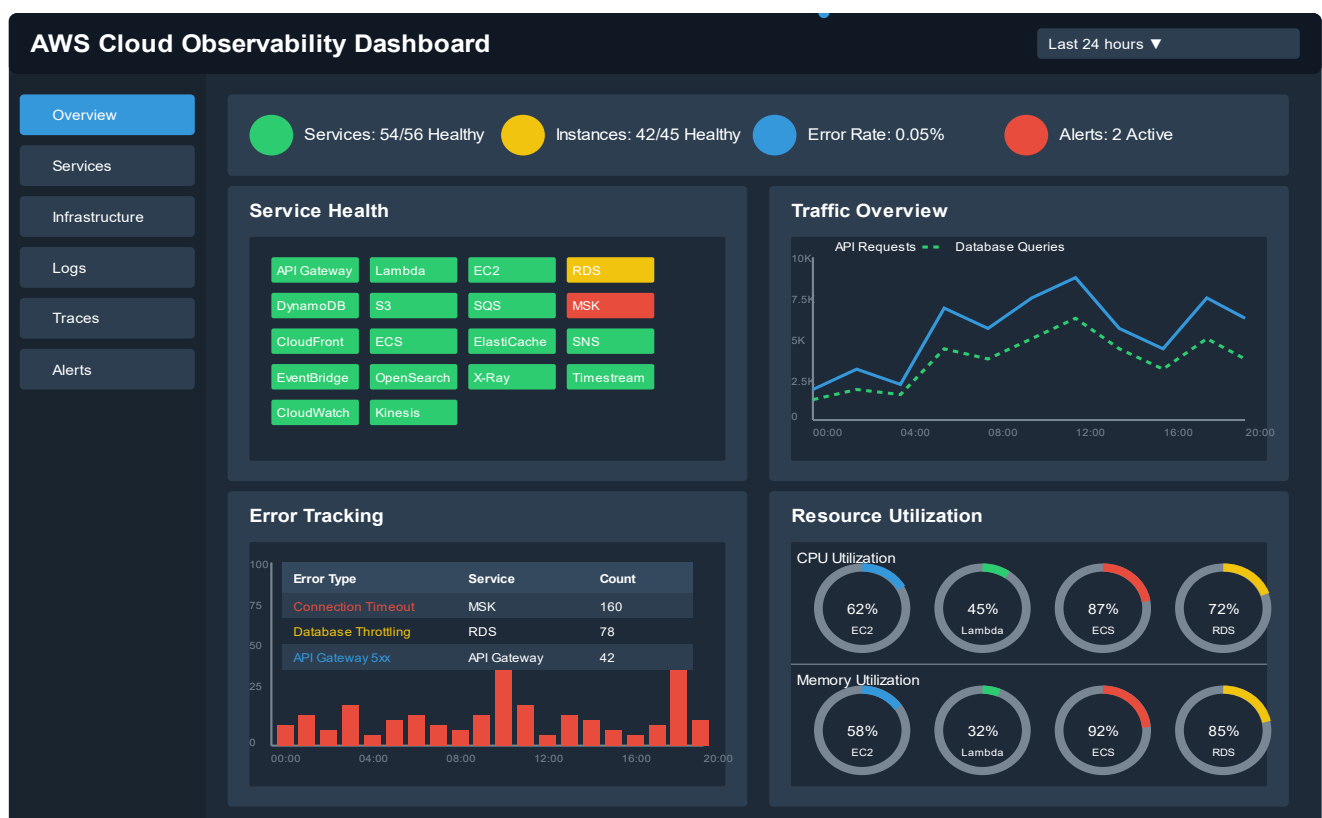 AWS Cloud Observability Dashboard
Last 24 hours ▼
Overview
Services
Infrastructure
Logs
Traces
Alerts
Services: 54/56 Healthy
Instances: 42/45 Healthy
Error Rate: 0.05%
Alerts: 2 Active
Service Health
API Gateway Lambda EC2 RDS
DynamoDB S3 SQS MSK
CloudFront ECS ElastiCache SNS
EventBridge OpenSearch X-Ray Timestream
CloudWatch Kinesis
Traffic Overview
API Requests Database Queries
10K
7.5K
5K
2.5K
0
00:00 04:00 08:00 12:00 16:00 20:00
Error Tracking
100
75
50
25
0
Error Type Service Count
Connection Timeout MSK 160
Database Throttling RDS 78
API Gateway 5xx API Gateway 42
00:00 04:00 08:00 12:00 16:00 20:00
Resource Utilization
CPU Utilization
62% 45% 87% 72%
EC2 Lambda ECS RDS
Memory Utilization
58% 32% 92% 85%
EC2 Lambda ECS RDS